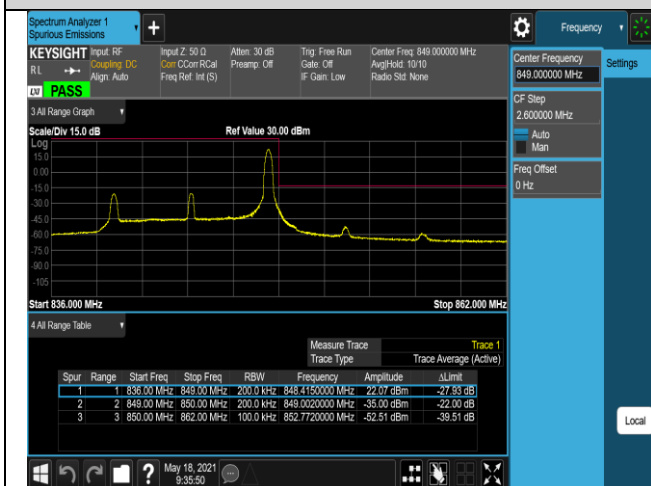 Spectrum Analyzer 1
Spurious Emissions
Frequency
KEYSIGHT Input: RF Input Z: 50 Ω Atten: 30 dB Trig: Free Run Center Freq: 849.000000 MHz
RL Coupling: DC Corr CCorr RCal Preamp: Off Gate: Off Avg|Hold: 10/10
Align: Auto Freq Ref: Int (S) IF Gain: Low Radio Std: None
LXI PASS
Center Frequency
849.000000 MHz
Settings
CF Step
2.600000 MHz
Auto
Man
Freq Offset
0 Hz
3 All Range Graph
Scale/Div 15.0 dB Ref Value 30.00 dBm
Log
15.0
0.00
-15.0
-30.0
-45.0
-60.0
-75.0
-90.0
-105
Start 836.000 MHz Stop 862.000 MHz
4 All Range Table
Measure Trace Trace 1
Trace Type Trace Average (Active)
Spur Range Start Freq Stop Freq RBW Frequency Amplitude ΔLimit
1 1 836.00 MHz 849.00 MHz 200.0 kHz 848.4150000 MHz 22.07 dBm -27.93 dB
2 2 849.00 MHz 850.00 MHz 200.0 kHz 849.0020000 MHz -35.00 dBm -22.00 dB
3 3 850.00 MHz 862.00 MHz 100.0 kHz 852.7720000 MHz -52.51 dBm -39.51 dB
Local
May 18, 2021
9:35:50